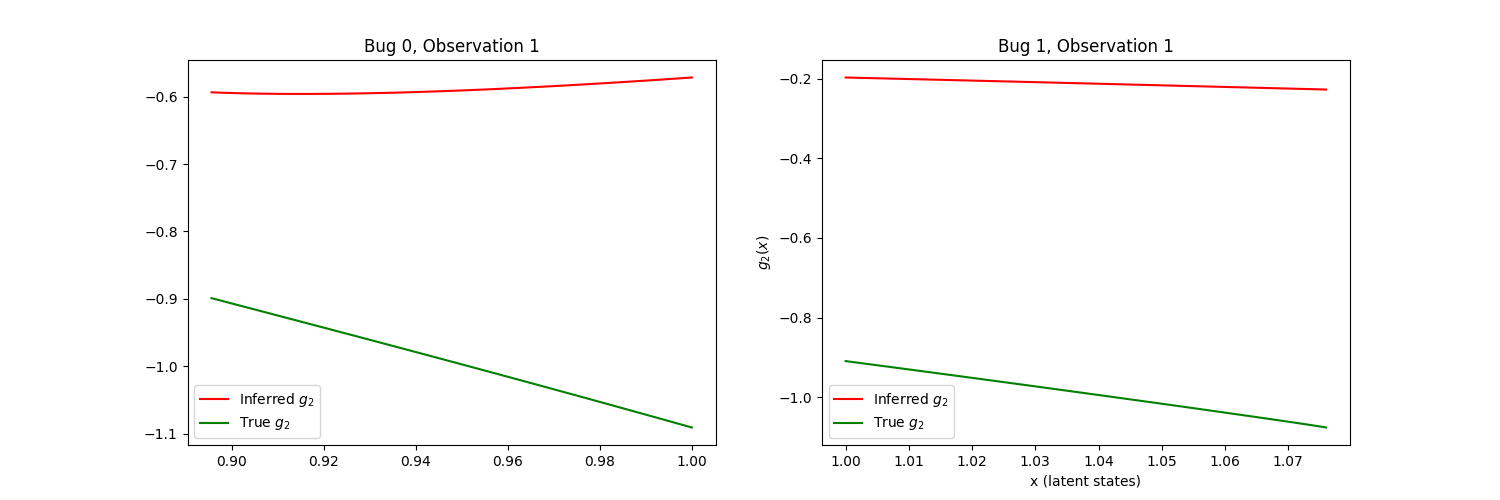 Bug 0, Observation 1
−0.6
−0.7
−0.8
−0.9
−1.0
−1.1
Inferred g₂
True g₂
0.90 0.92 0.94 0.96 0.98 1.00
Bug 1, Observation 1
g₂(x)
−0.2
−0.4
−0.6
−0.8
−1.0
Inferred g₂
True g₂
1.00 1.01 1.02 1.03 1.04 1.05 1.06 1.07
x (latent states)